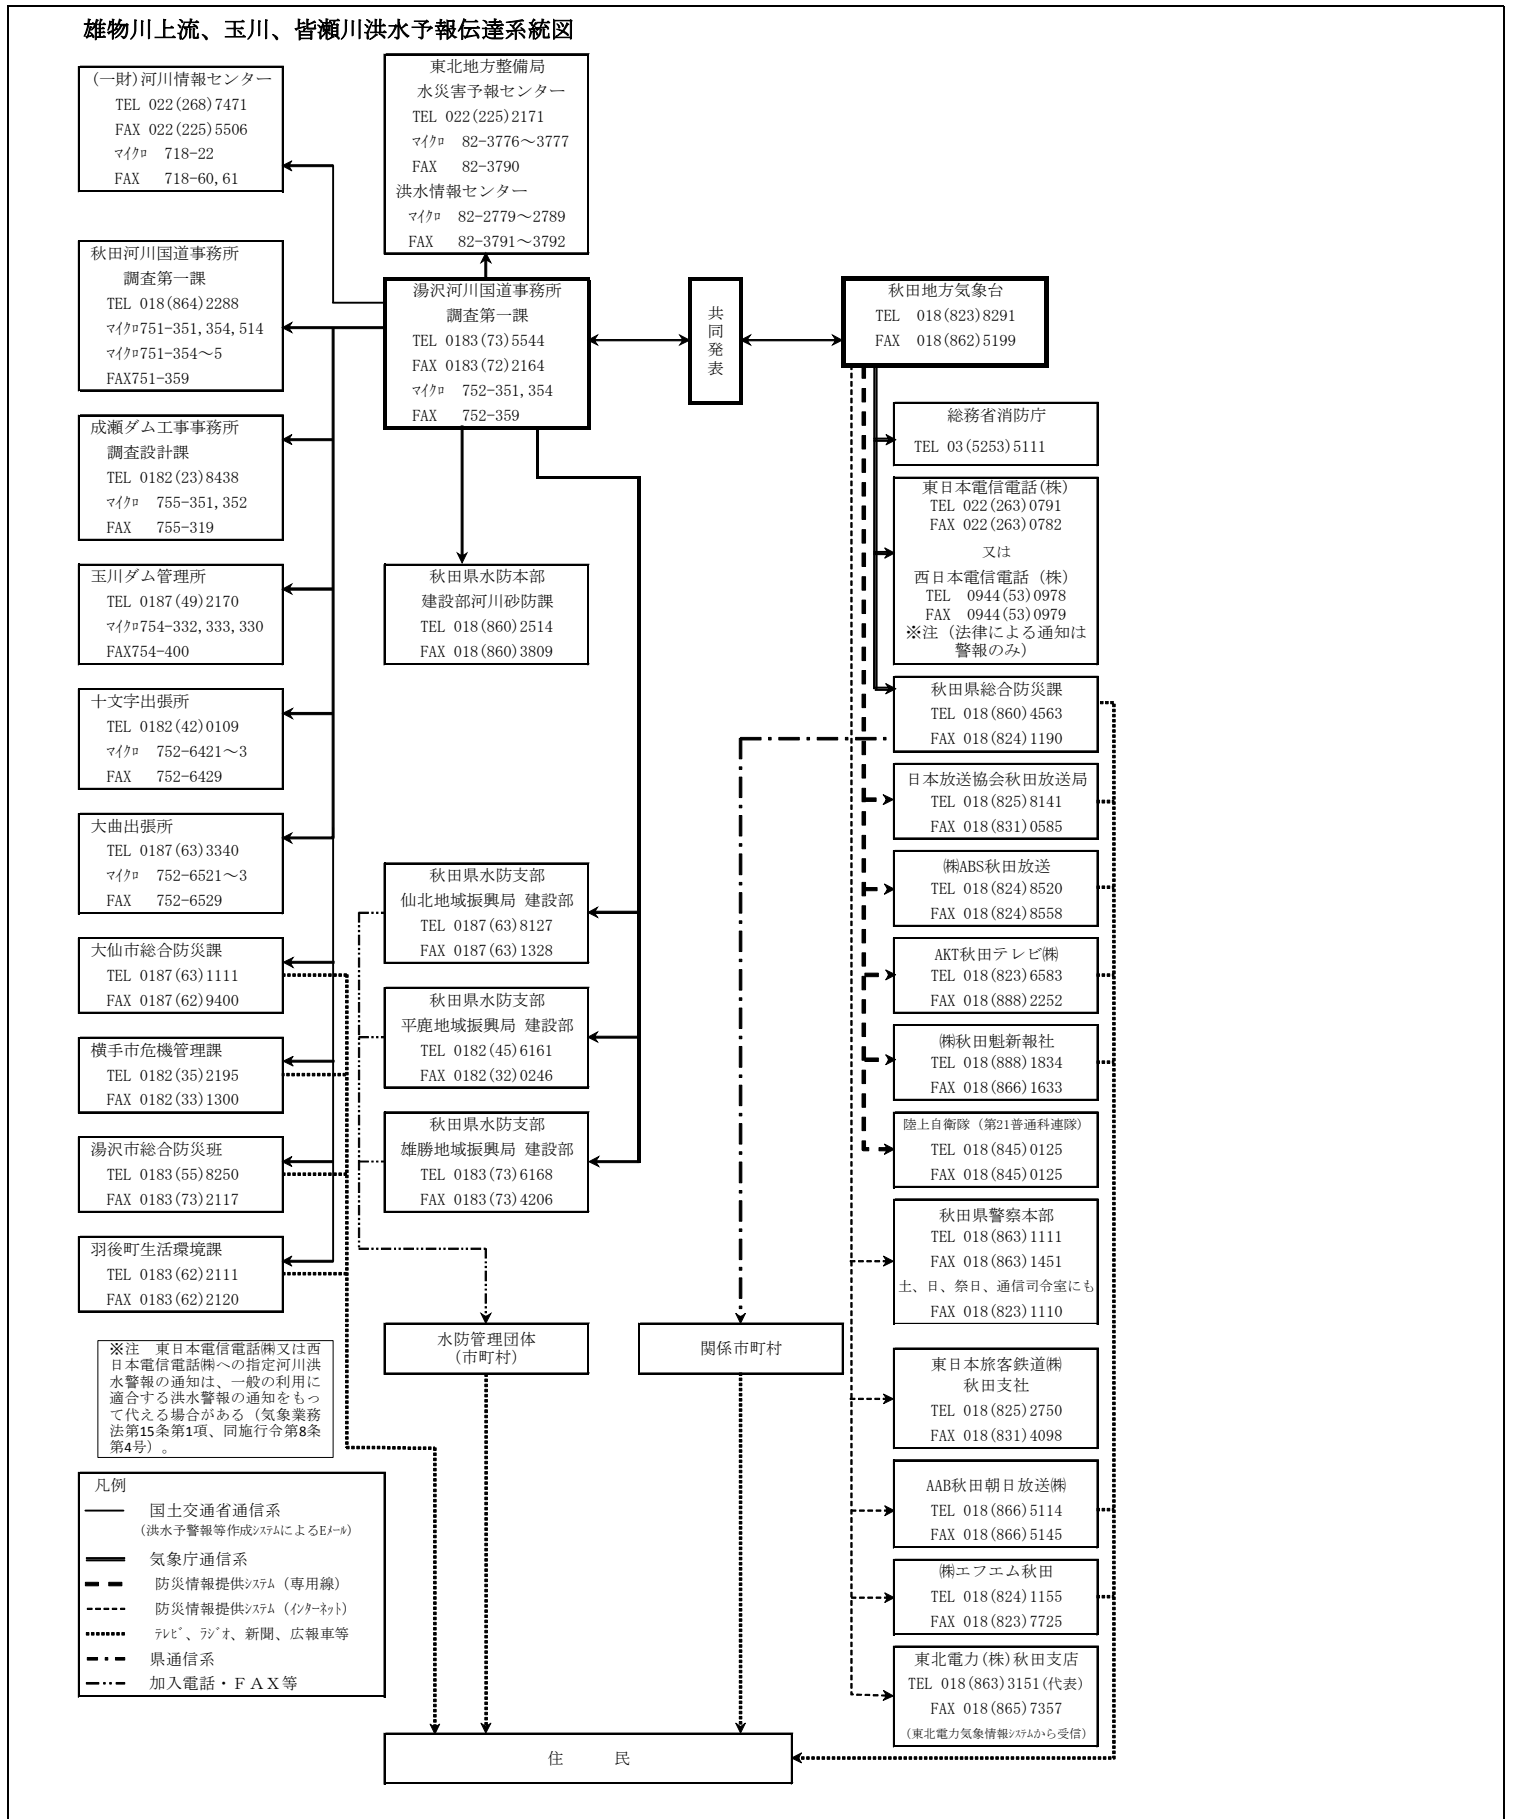 雄物川上流、玉川、皆瀬川洪水予報伝達系統図
(一財)河川情報センター
TEL 022(268)7471
FAX 022(225)5506
ﾏｲｸﾛ 718-22
FAX 718-60,61
東北地方整備局
水災害予報センター
TEL 022(225)2171
ﾏｲｸﾛ 82-3776～3777
FAX 82-3790
洪水情報センター
ﾏｲｸﾛ 82-2779～2789
FAX 82-3791～3792
秋田河川国道事務所
調査第一課
TEL 018(864)2288
ﾏｲｸﾛ751-351,354,514
ﾏｲｸﾛ751-354～5
FAX751-359
湯沢河川国道事務所
調査第一課
TEL 0183(73)5544
FAX 0183(72)2164
ﾏｲｸﾛ 752-351,354
FAX 752-359
共同発表
秋田地方気象台
TEL 018(823)8291
FAX 018(862)5199
成瀬ダム工事事務所
調査設計課
TEL 0182(23)8438
ﾏｲｸﾛ 755-351,352
FAX 755-319
玉川ダム管理所
TEL 0187(49)2170
ﾏｲｸﾛ754-332,333,330
FAX754-400
十文字出張所
TEL 0182(42)0109
ﾏｲｸﾛ 752-6421～3
FAX 752-6429
大曲出張所
TEL 0187(63)3340
ﾏｲｸﾛ 752-6521～3
FAX 752-6529
大仙市総合防災課
TEL 0187(63)1111
FAX 0187(62)9400
横手市危機管理課
TEL 0182(35)2195
FAX 0182(33)1300
湯沢市総合防災班
TEL 0183(55)8250
FAX 0183(73)2117
羽後町生活環境課
TEL 0183(62)2111
FAX 0183(62)2120
秋田県水防本部
建設部河川砂防課
TEL 018(860)2514
FAX 018(860)3809
秋田県水防支部
仙北地域振興局 建設部
TEL 0187(63)8127
FAX 0187(63)1328
秋田県水防支部
平鹿地域振興局 建設部
TEL 0182(45)6161
FAX 0182(32)0246
秋田県水防支部
雄勝地域振興局 建設部
TEL 0183(73)6168
FAX 0183(73)4206
水防管理団体
(市町村)
関係市町村
総務省消防庁
TEL 03(5253)5111
東日本電信電話(株)
TEL 022(263)0791
FAX 022(263)0782
又は
西日本電信電話（株）
TEL 0944(53)0978
FAX 0944(53)0979
※注（法律による通知は
警報のみ）
秋田県総合防災課
TEL 018(860)4563
FAX 018(824)1190
日本放送協会秋田放送局
TEL 018(825)8141
FAX 018(831)0585
㈱ABS秋田放送
TEL 018(824)8520
FAX 018(824)8558
AKT秋田テレビ㈱
TEL 018(823)6583
FAX 018(888)2252
㈱秋田魁新報社
TEL 018(888)1834
FAX 018(866)1633
陸上自衛隊（第21普通科連隊）
TEL 018(845)0125
FAX 018(845)0125
秋田県警察本部
TEL 018(863)1111
FAX 018(863)1451
土、日、祭日、通信司令室にも
FAX 018(823)1110
東日本旅客鉄道㈱
秋田支社
TEL 018(825)2750
FAX 018(831)4098
AAB秋田朝日放送㈱
TEL 018(866)5114
FAX 018(866)5145
㈱エフエム秋田
TEL 018(824)1155
FAX 018(823)7725
東北電力(株)秋田支店
TEL 018(863)3151(代表)
FAX 018(865)7357
（東北電力気象情報ｼｽﾃﾑから受信）
※注　東日本電信電話㈱又は西
日本電信電話㈱への指定河川洪
水警報の通知は、一般の利用に
適合する洪水警報の通知をもっ
て代える場合がある（気象業務
法第15条第1項、同施行令第8条
第4号）。
凡例
国土交通省通信系
（洪水予警報等作成ｼｽﾃﾑによるEﾒｰﾙ）
気象庁通信系
防災情報提供ｼｽﾃﾑ（専用線）
防災情報提供ｼｽﾃﾑ（ｲﾝﾀｰﾈｯﾄ）
ﾃﾚﾋﾞ、ﾗｼﾞｵ、新聞、広報車等
県通信系
加入電話・ＦＡＸ等
住　　民